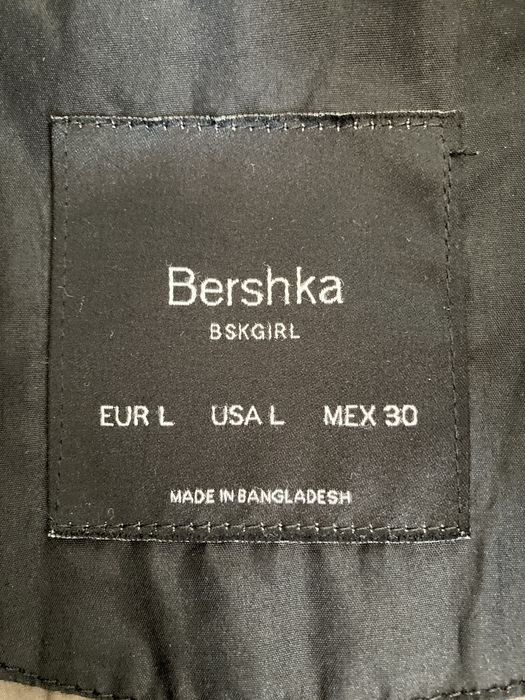 Bershka
BSKGIRL
EUR L USA L MEX 30
MADE IN BANGLADESH